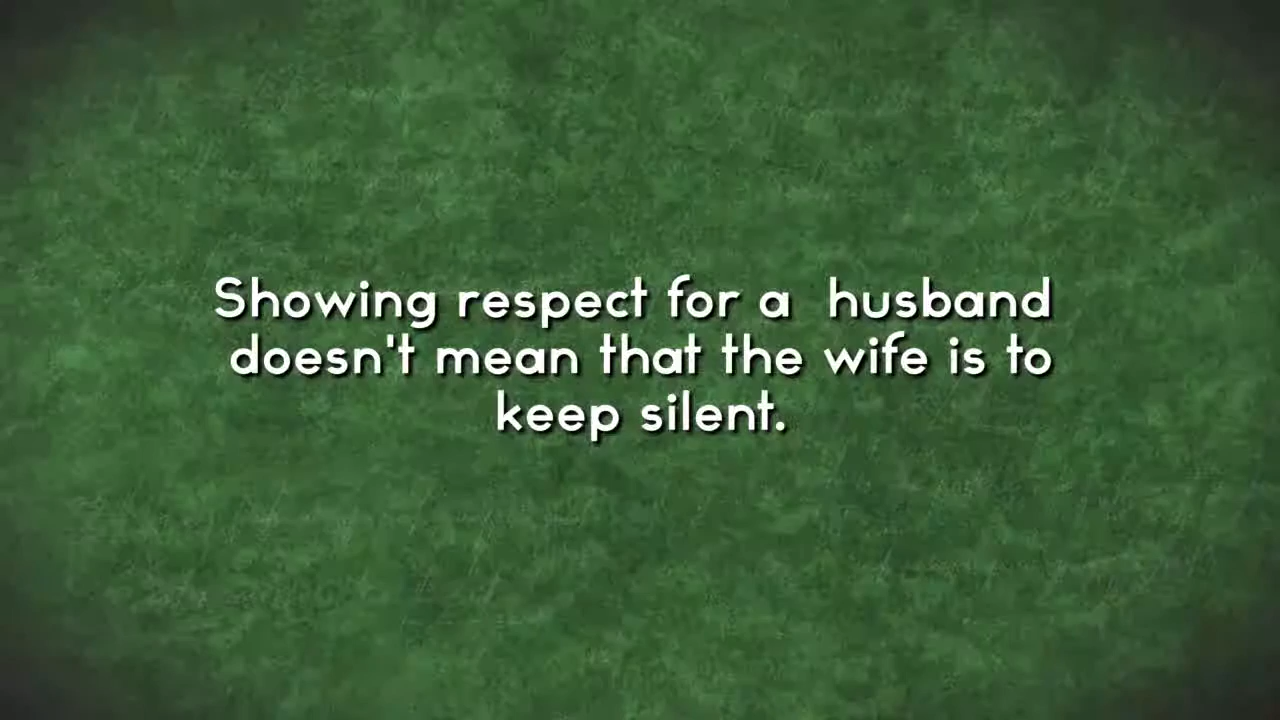 Showing respect for a  husband
doesn't mean that the wife is to
keep silent.